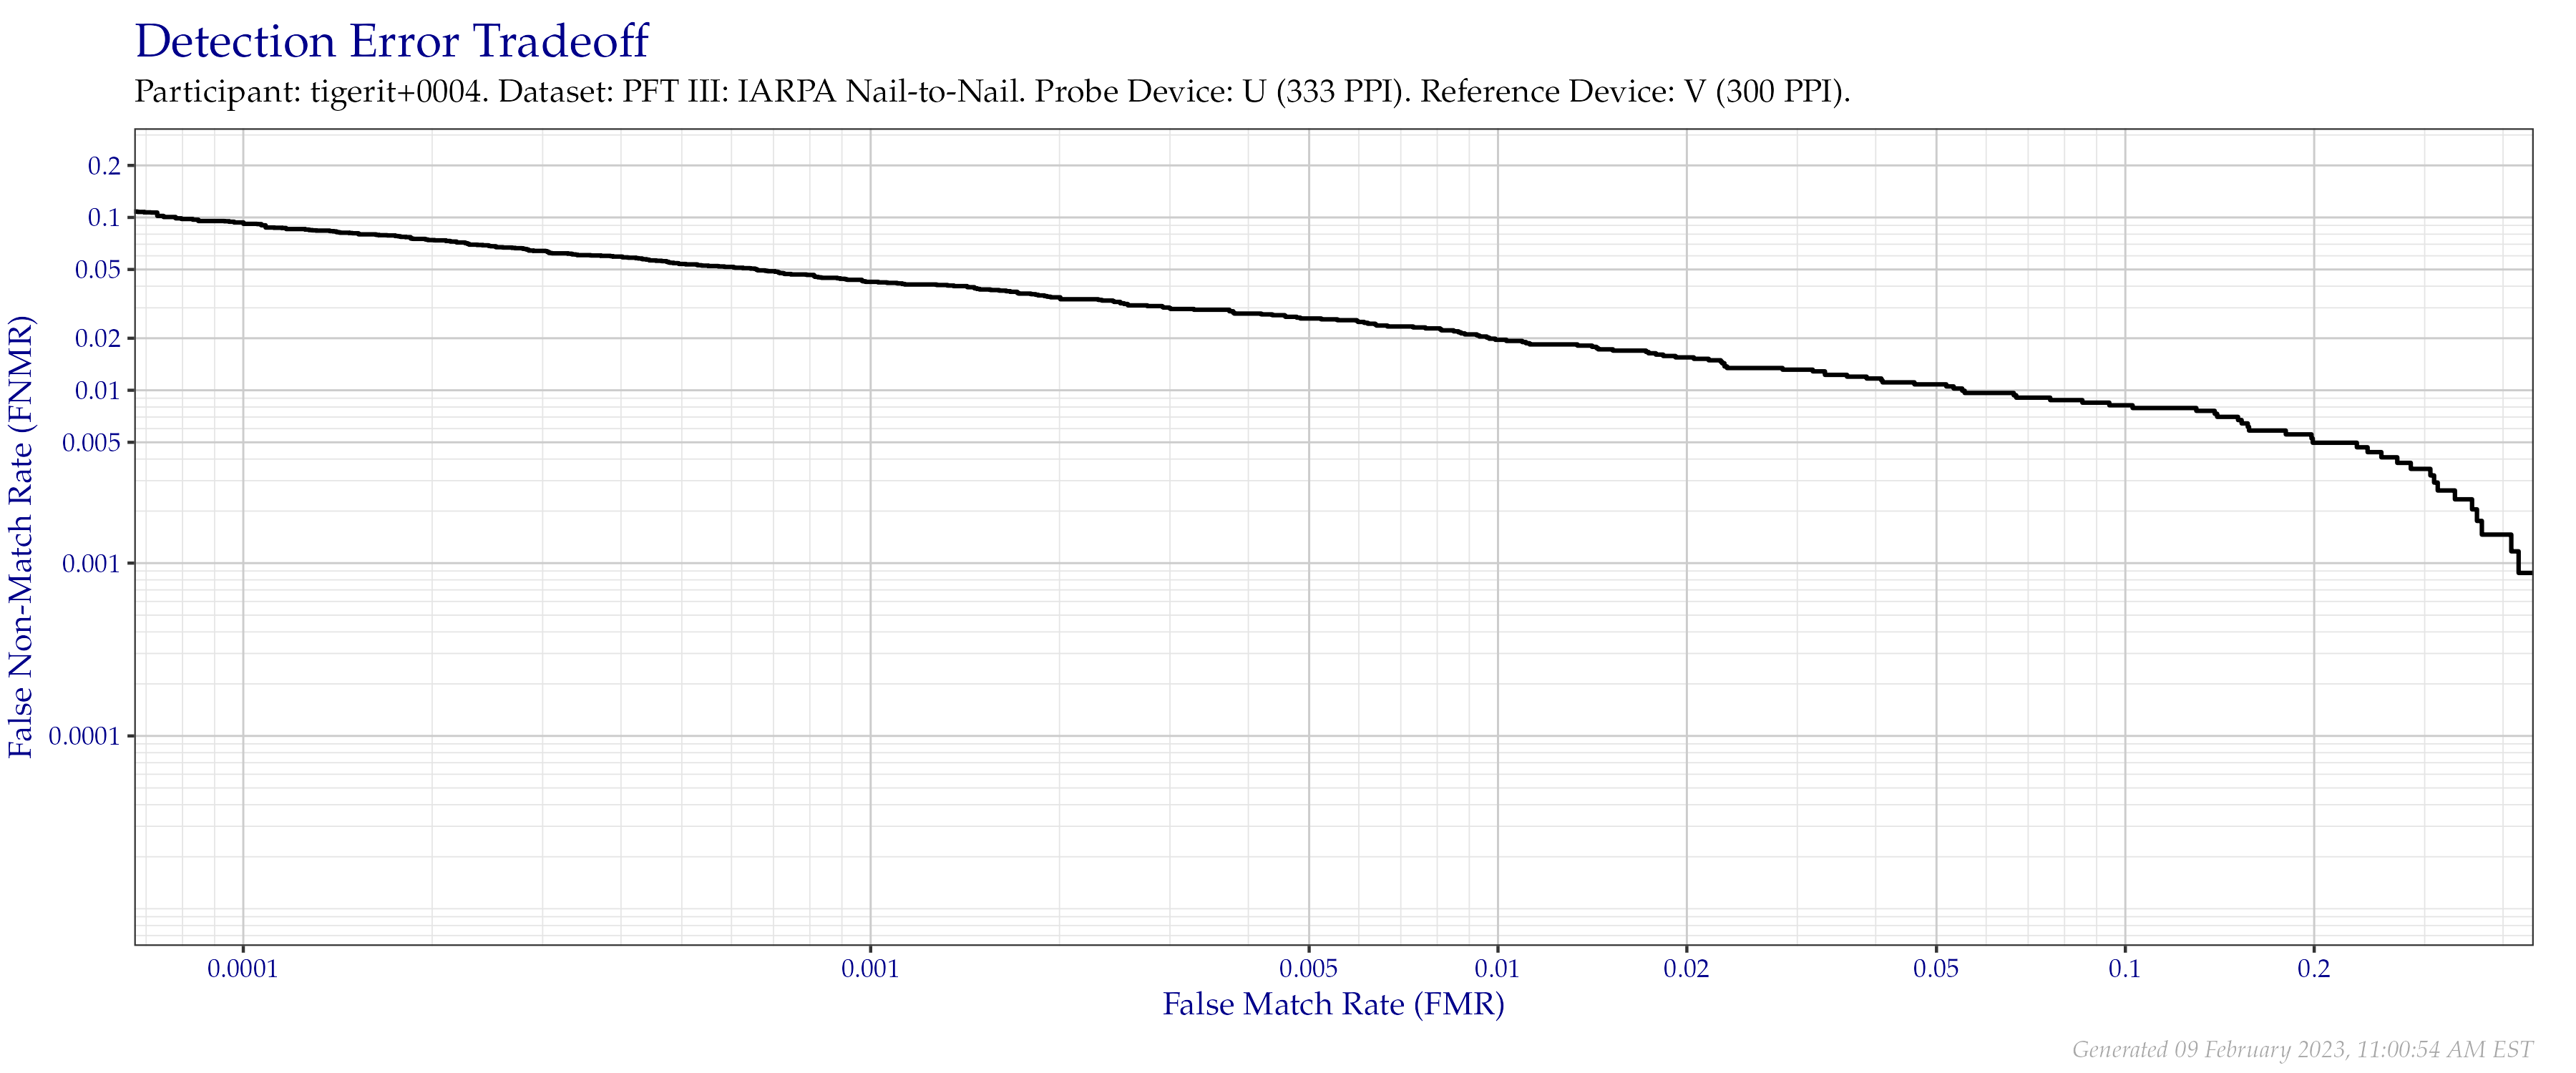 Detection Error Tradeoff
Participant: tigerit+0004. Dataset: PFT III: IARPA Nail-to-Nail. Probe Device: U (333 PPI). Reference Device: V (300 PPI).
False Non-Match Rate (FNMR)
0.2
0.1
0.05
0.02
0.01
0.005
0.001
0.0001
0.0001 0.001 0.005 0.01 0.02 0.05 0.1 0.2
False Match Rate (FMR)
Generated 09 February 2023, 11:00:54 AM EST